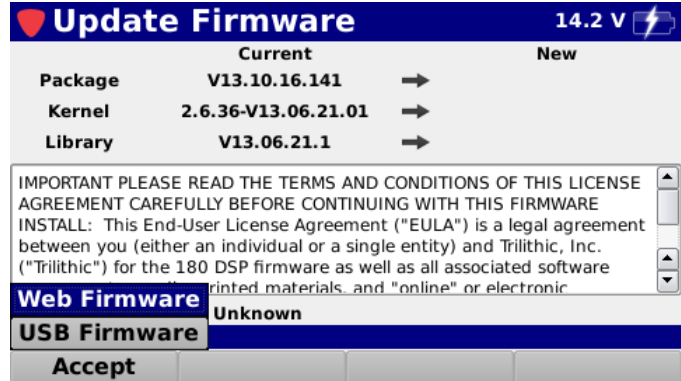 Update Firmware
14.2 V
Current New
Package V13.10.16.141
Kernel 2.6.36-V13.06.21.01
Library V13.06.21.1
IMPORTANT PLEASE READ THE TERMS AND CONDITIONS OF THIS LICENSE
AGREEMENT CAREFULLY BEFORE CONTINUING WITH THIS FIRMWARE
INSTALL: This End-User License Agreement ("EULA") is a legal agreement
between you (either an individual or a single entity) and Trilithic, Inc.
("Trilithic") for the 180 DSP firmware as well as all associated software
printed materials, and "online" or electronic
Web Firmware
Unknown
USB Firmware
Accept